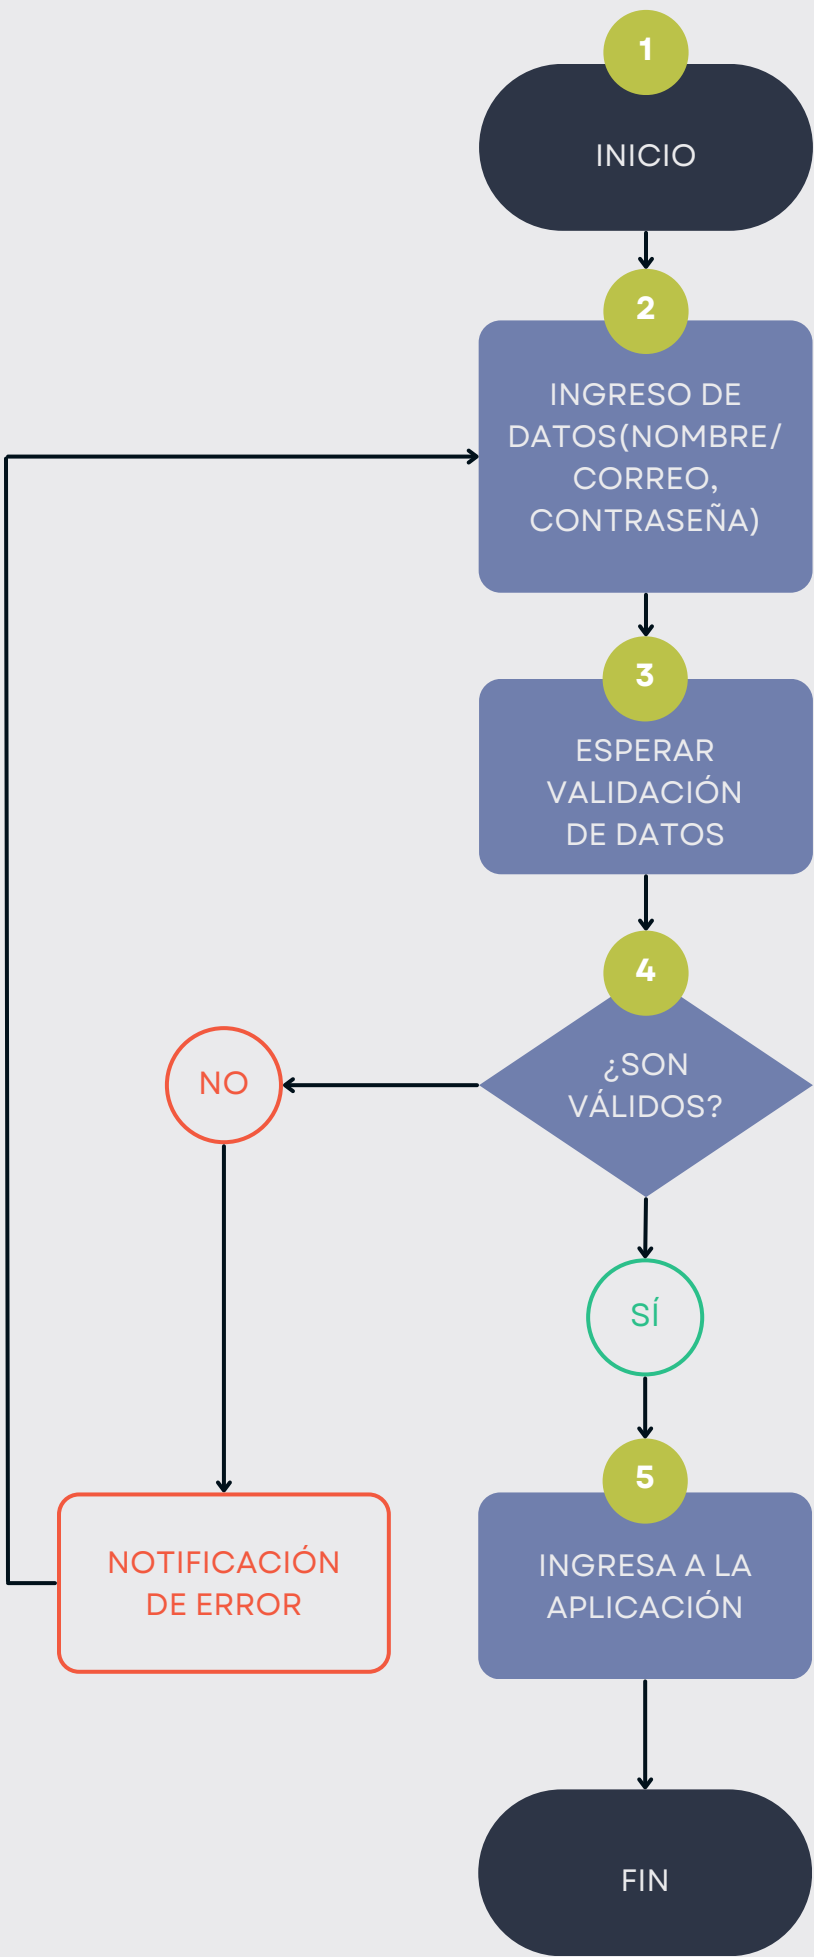 1
INICIO
2
INGRESO DE
DATOS(NOMBRE/
CORREO,
CONTRASEÑA)
3
ESPERAR
VALIDACIÓN
DE DATOS
4
¿SON
VÁLIDOS?
NO
SÍ
5
INGRESA A LA
APLICACIÓN
NOTIFICACIÓN
DE ERROR
FIN